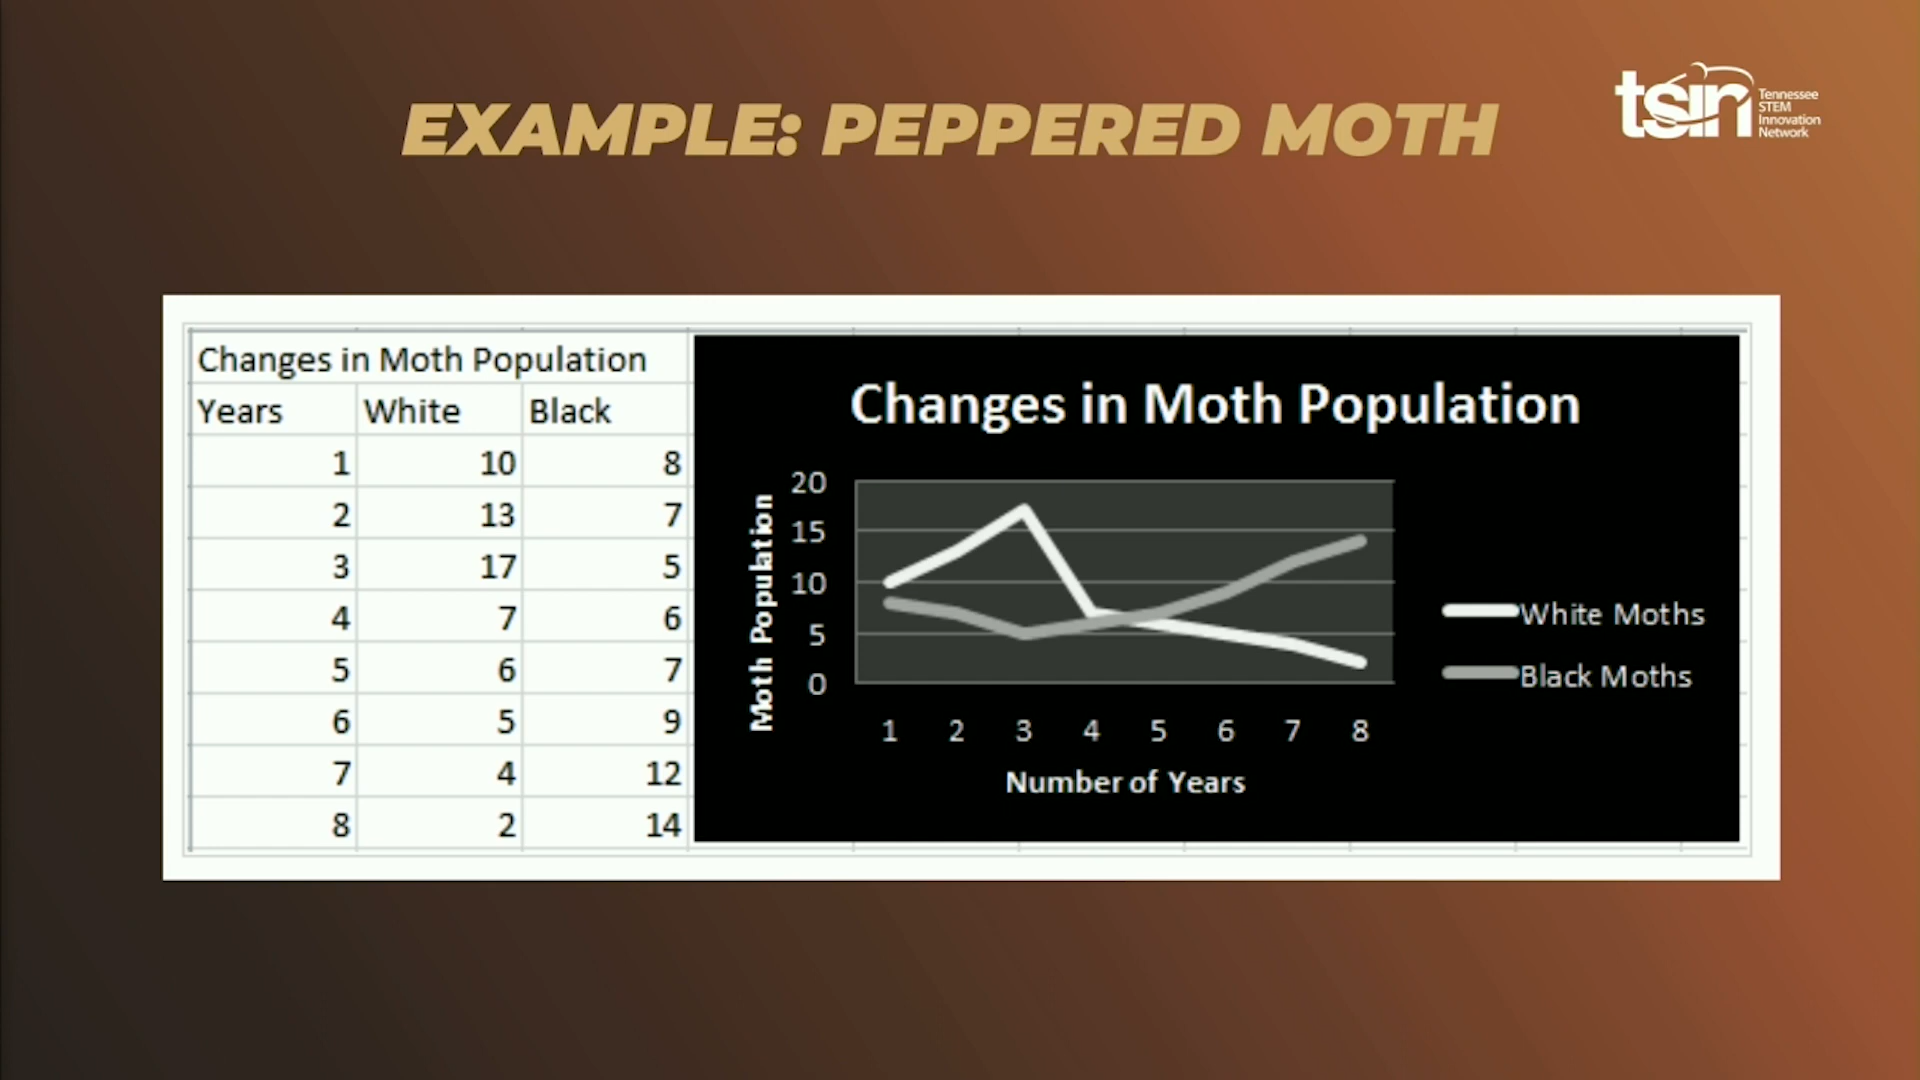 EXAMPLE: PEPPERED MOTH
tsin
Tennessee
STEM
Innovation
Network
Changes in Moth Population
Years White Black
1 10 8
2 13 7
3 17 5
4 7 6
5 6 7
6 5 9
7 4 12
8 2 14
Changes in Moth Population
Moth Population
20
15
10
5
0
1 2 3 4 5 6 7 8
Number of Years
White Moths
Black Moths